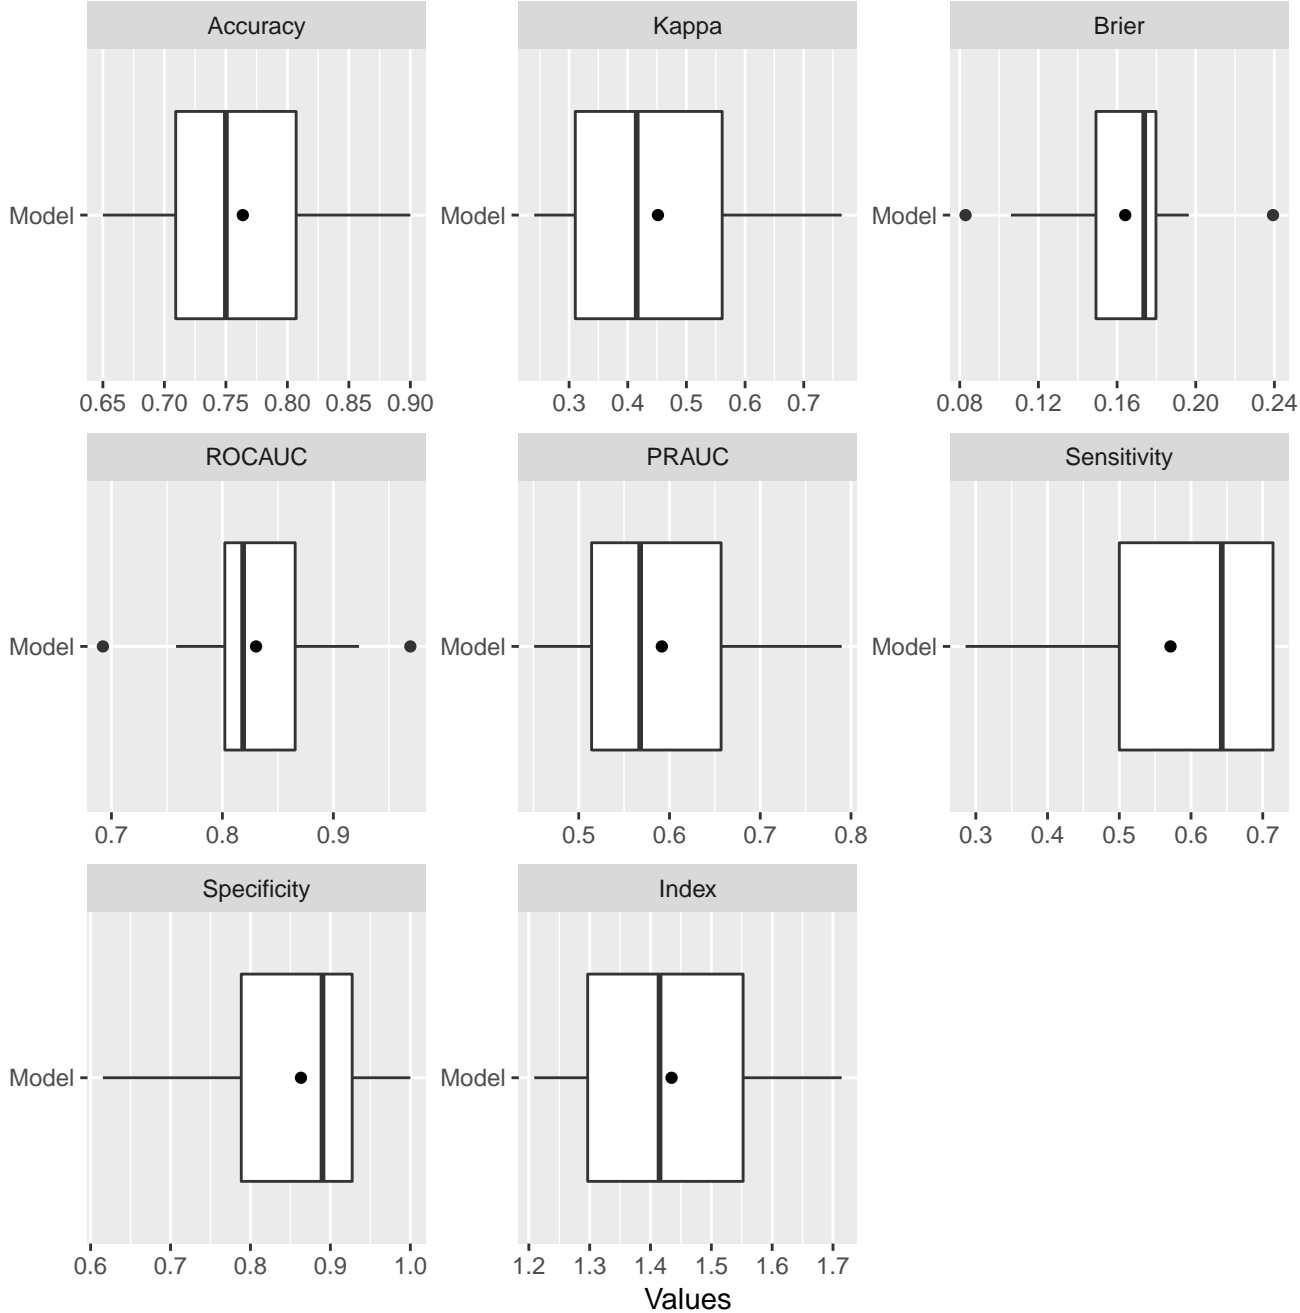 Accuracy Kappa Brier
Model Model Model
0.65 0.70 0.75 0.80 0.85 0.90 0.3 0.4 0.5 0.6 0.7 0.08 0.12 0.16 0.20 0.24
ROCAUC PRAUC Sensitivity
Model Model Model
0.7 0.8 0.9 0.5 0.6 0.7 0.8 0.3 0.4 0.5 0.6 0.7
Specificity Index
Model Model
0.6 0.7 0.8 0.9 1.0 1.2 1.3 1.4 1.5 1.6 1.7
Values